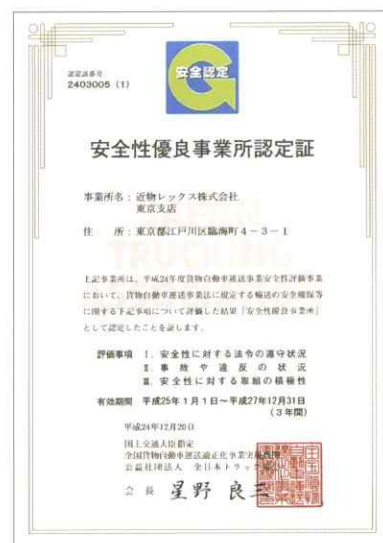 認定証番号
2403005 (1)
安全認定
安全性優良事業所認定証
事業所名：近物レックス株式会社
東京支店
住　所：東京都江戸川区臨海町４－３－１
上記事業所は、平成24年度貨物自動車運送事業安全性評価事業
において、貨物自動車運送事業法に規定する輸送の安全確保等
に関する下記事項について評価した結果「安全性優良事業所」
として認定したことを証します。
評価事項　Ⅰ. 安全性に対する法令の遵守状況
Ⅱ. 事故や違反の状況
Ⅲ. 安全性に対する取組の積極性
有効期間　平成25年１月１日～平成27年12月31日
（３年間）
平成24年12月20日
国土交通大臣指定
全国貨物自動車運送適正化事業実施機関
公益社団法人　全日本トラック協会
会長　星野良三